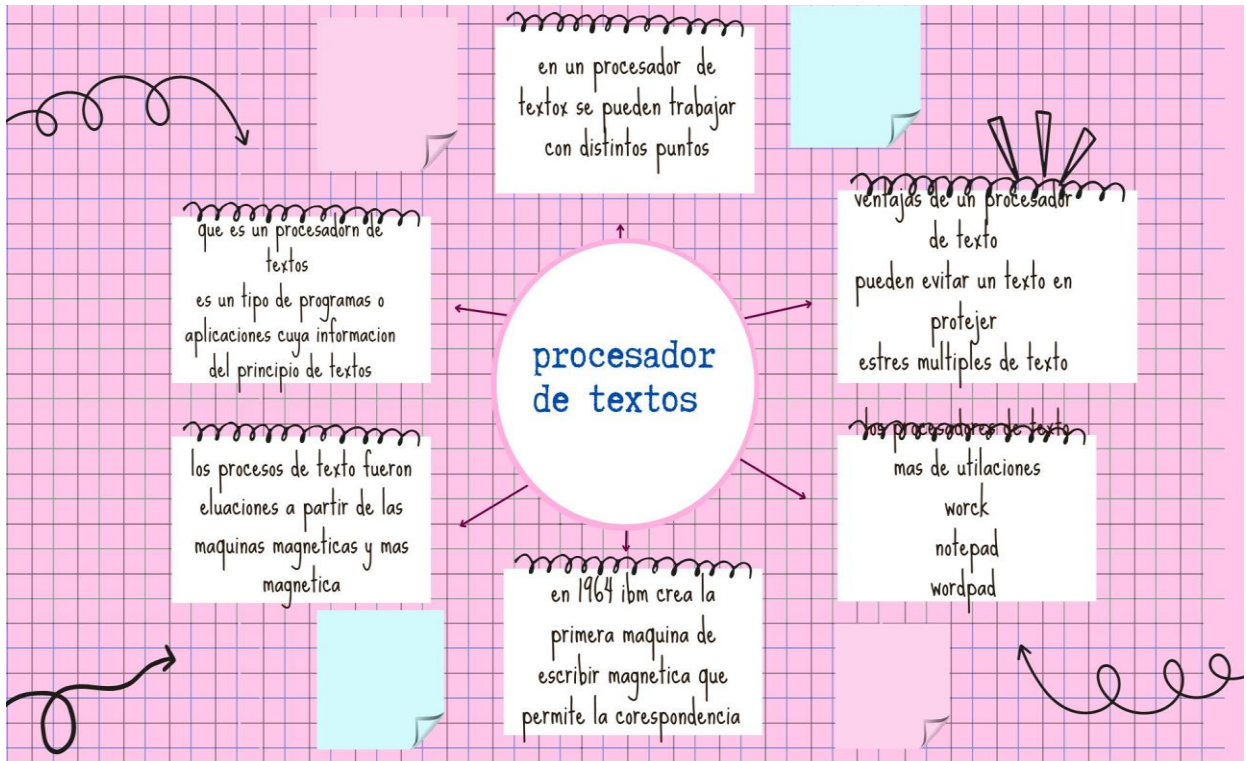 en un procesador de
textox se pueden trabajar
con distintos puntos
que es un procesadorn de
textos
es un tipo de programas o
aplicaciones cuya informacion
del principio de textos
ventajas de un procesador
de texto
pueden evitar un texto en
protejer
estres multiples de texto
procesador
de textos
los procesos de texto fueron
eluaciones a partir de las
maquinas magneticas y mas
magnetica
los procesadores de texto
mas de utilaciones
worck
notepad
wordpad
en 1964 ibm crea la
primera maquina de
escribir magnetica que
permite la corespondencia